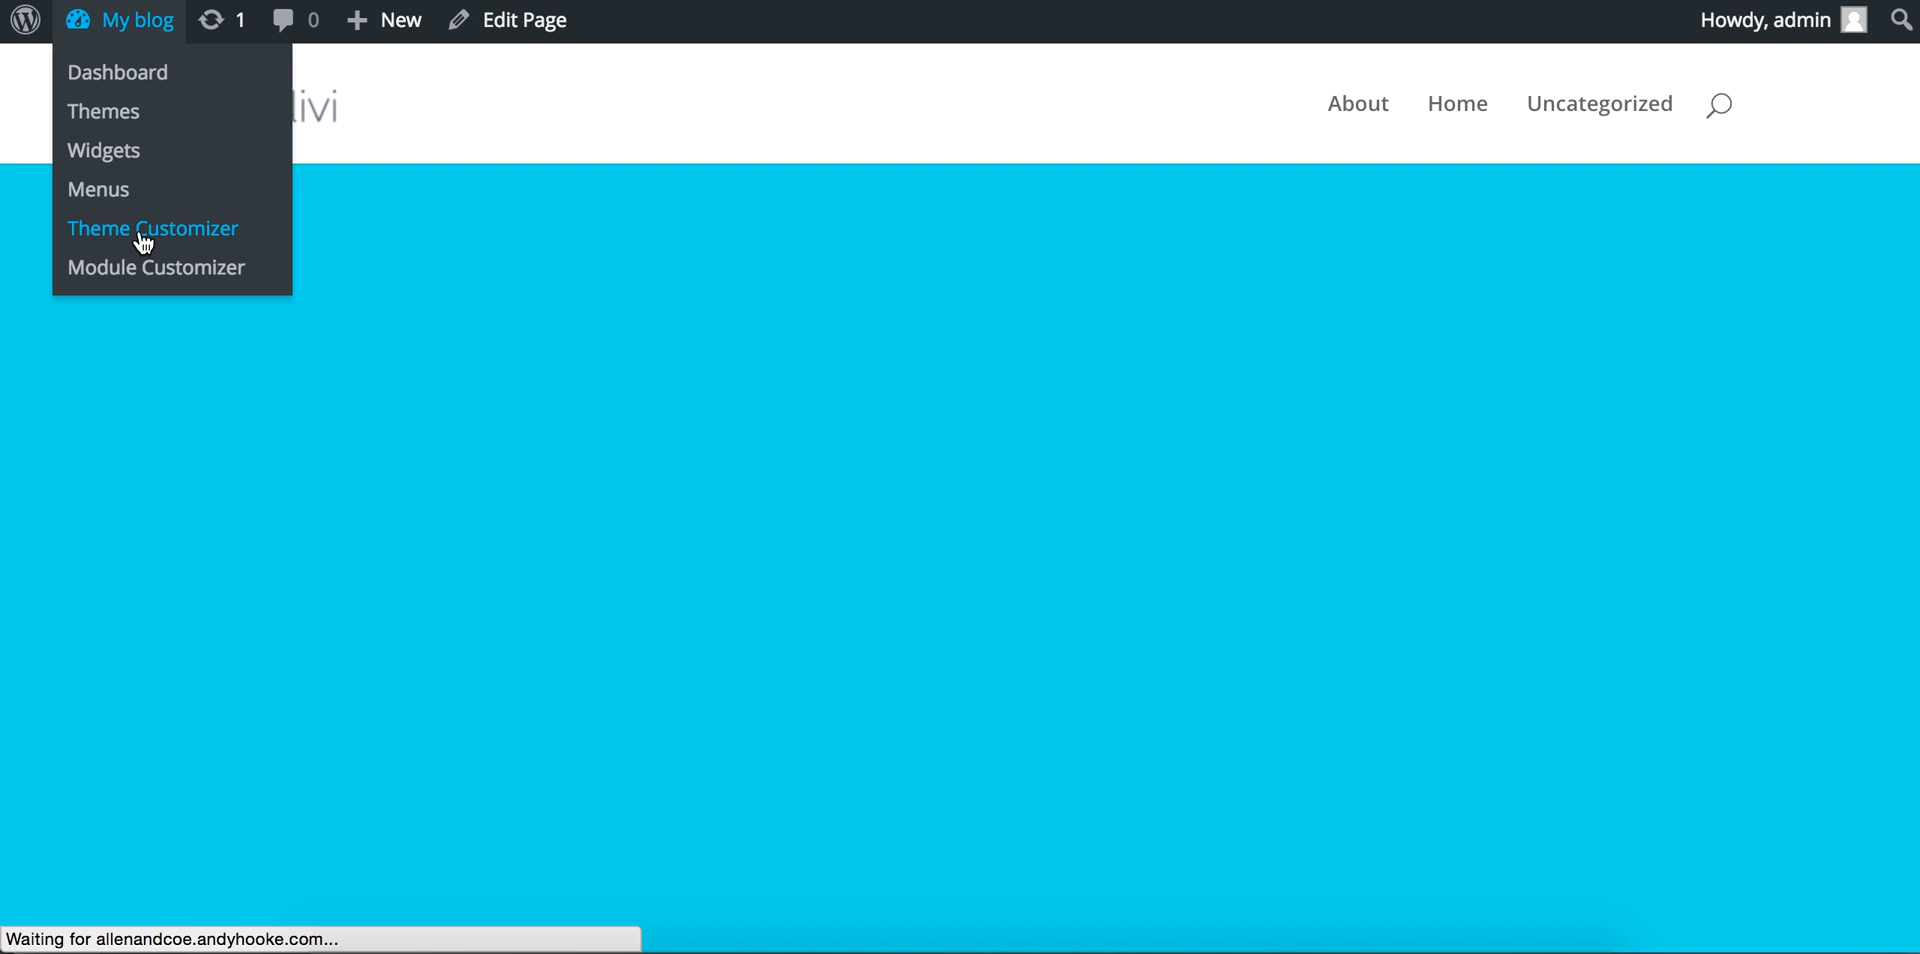 My blog 1 0 New Edit Page Howdy, admin
Dashboard
Themes
Widgets
Menus
Theme Customizer
Module Customizer
livi
About Home Uncategorized
Waiting for allenandcoe.andyhooke.com...